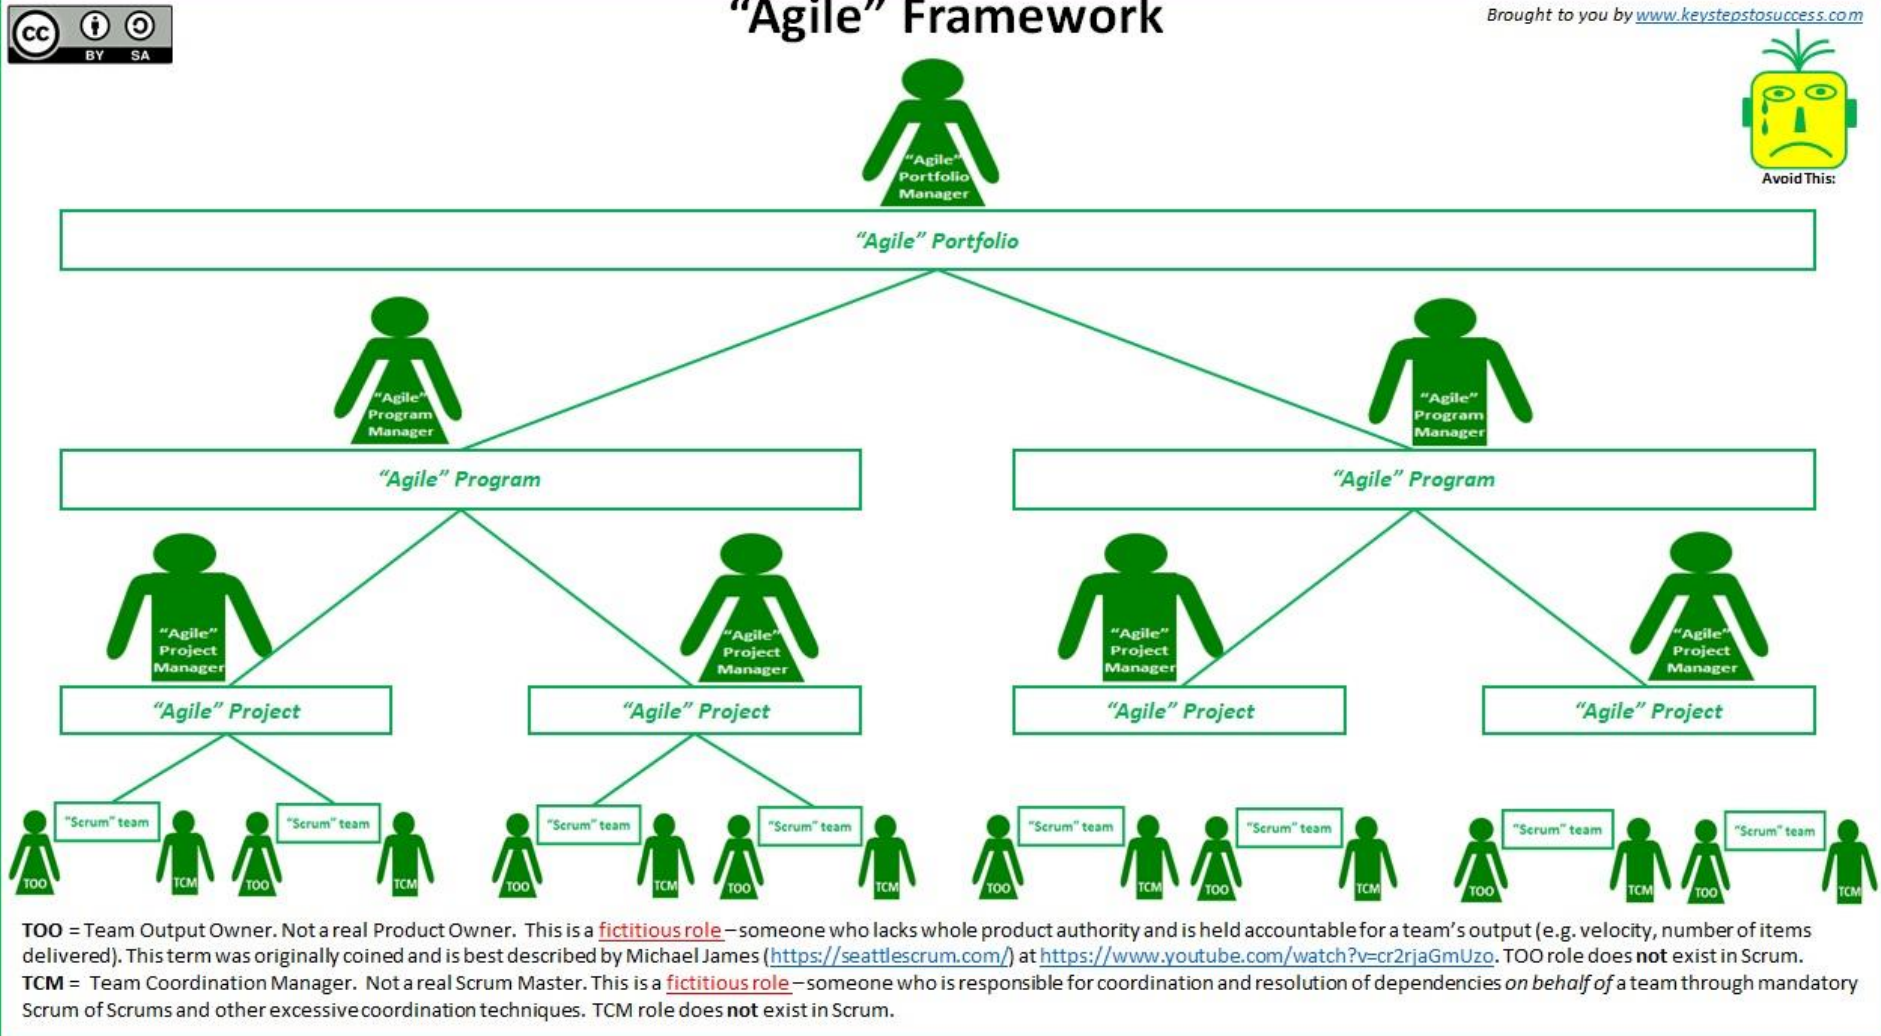 “Agile” Framework
Brought to you by www.keystepstosuccess.com
cc
BY SA
Avoid This:
“Agile”
Portfolio
Manager
“Agile” Portfolio
“Agile”
Program
Manager
“Agile”
Program
Manager
“Agile” Program
“Agile” Program
“Agile”
Project
Manager
“Agile”
Project
Manager
“Agile”
Project
Manager
“Agile”
Project
Manager
“Agile” Project
“Agile” Project
“Agile” Project
“Agile” Project
“Scrum” team
“Scrum” team
“Scrum” team
“Scrum” team
“Scrum” team
“Scrum” team
“Scrum” team
“Scrum” team
TOO
TCM
TOO
TCM
TOO
TCM
TOO
TCM
TOO
TCM
TOO
TCM
TOO
TCM
TOO
TCM
TOO = Team Output Owner. Not a real Product Owner. This is a fictitious role – someone who lacks whole product authority and is held accountable for a team’s output (e.g. velocity, number of items
delivered). This term was originally coined and is best described by Michael James (https://seattlescrum.com/) at https://www.youtube.com/watch?v=cr2rjaGmUzo. TOO role does not exist in Scrum.
TCM = Team Coordination Manager. Not a real Scrum Master. This is a fictitious role – someone who is responsible for coordination and resolution of dependencies on behalf of a team through mandatory
Scrum of Scrums and other excessive coordination techniques. TCM role does not exist in Scrum.